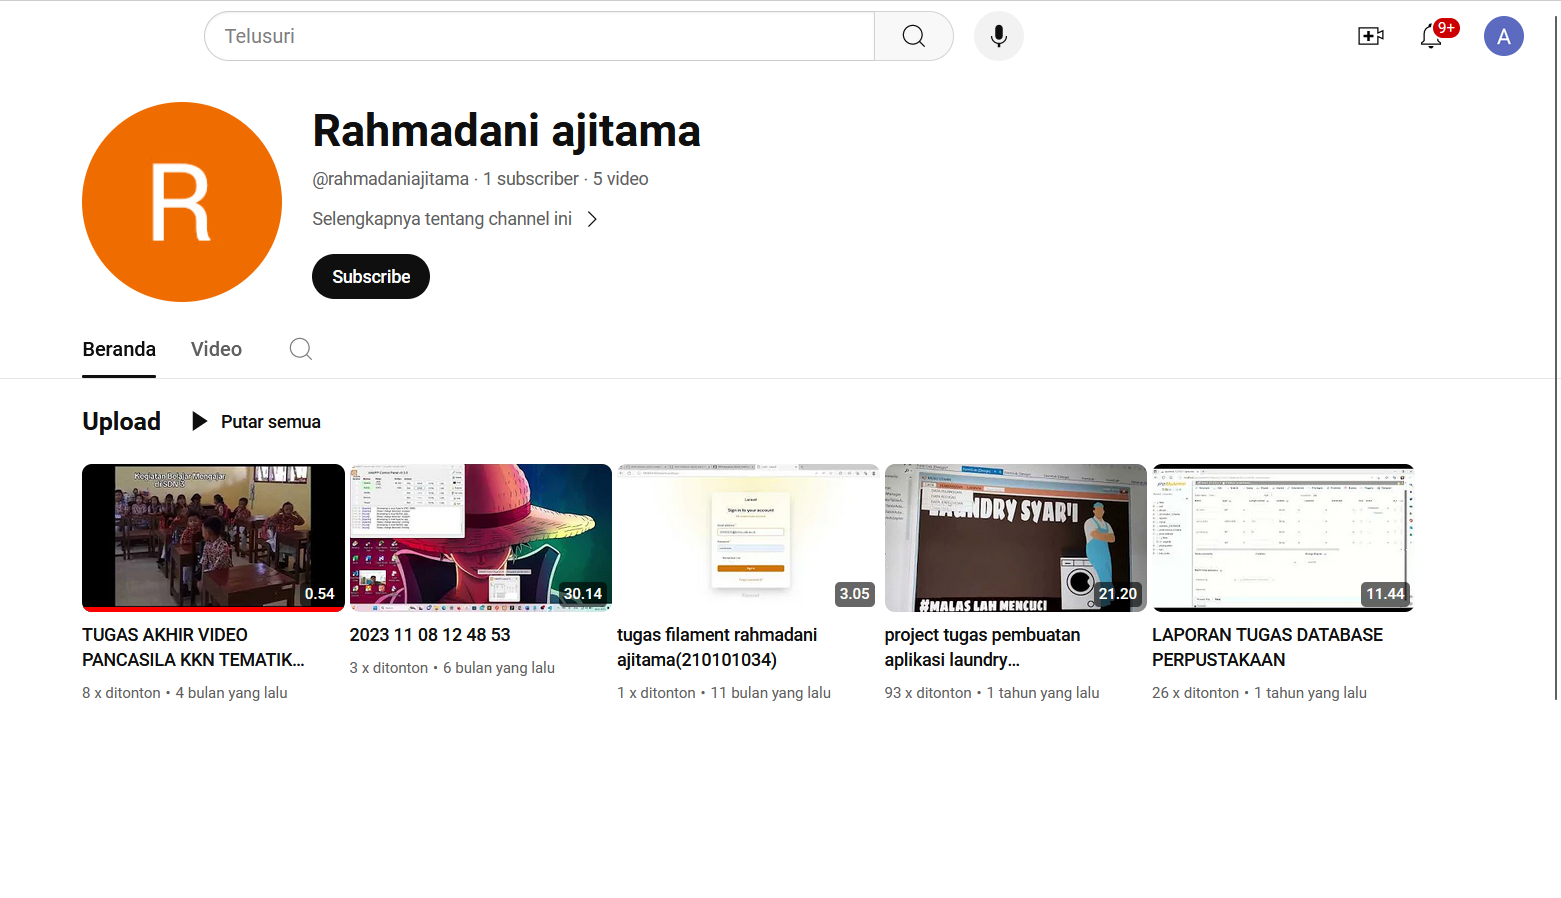 Telusuri
9+
A
R
Rahmadani ajitama
@rahmadaniajitama · 1 subscriber · 5 video
Selengkapnya tentang channel ini
Subscribe
Beranda
Video
Upload
Putar semua
Kegiatan Belajar Mengajar
di SDN 3
0.54
TUGAS AKHIR VIDEO
PANCASILA KKN TEMATIK...
8 x ditonton • 4 bulan yang lalu
30.14
2023 11 08 12 48 53
3 x ditonton • 6 bulan yang lalu
Laravel
Sign in to your account
3.05
tugas filament rahmadani
ajitama(210101034)
1 x ditonton • 11 bulan yang lalu
LAUNDRY SYAR'I
#MALAS LAH MENCUCI
21.20
project tugas pembuatan
aplikasi laundry...
93 x ditonton • 1 tahun yang lalu
11.44
LAPORAN TUGAS DATABASE
PERPUSTAKAAN
26 x ditonton • 1 tahun yang lalu